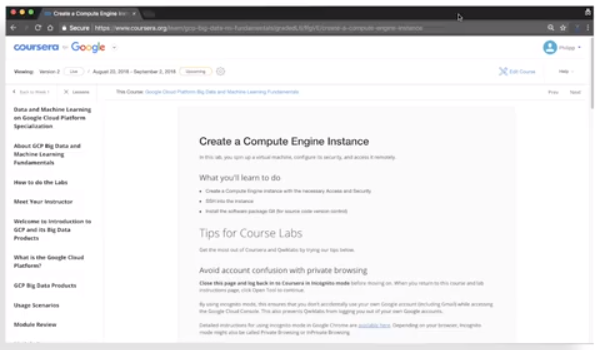 Create a Compute Engine Inst
Secure https://www.coursera.org/learn/gcp-big-data-ml-fundamentals/gradedLti/
coursera Google
Philipp
Viewing: Version 2 Live August 22, 2018 - September 2, 2018 Upcoming
Edit Course
Help
Back to Week Lessons
This Course: Google Cloud Platform Big Data and Machine Learning Fundamentals
Prev Next
Data and Machine Learning
on Google Cloud Platform
Specialization
About GCP Big Data and
Machine Learning
Fundamentals
How to do the Labs
Meet Your Instructor
Welcome to Introduction to
GCP and its Big Data
Products
What is the Google Cloud
Platform?
GCP Big Data Products
Usage Scenarios
Module Review
Create a Compute Engine Instance
In this lab, you spin up a virtual machine, configure its security, and access it remotely.
What you'll learn to do
Create a Compute Engine instance with the necessary Access and Security
SSH into the instance
Install the software package Git (for source code version control)
Tips for Course Labs
Get the most out of Coursera and Qwiklabs by trying our tips below.
Avoid account confusion with private browsing
Close this page and log back in to Coursera in Incognito mode before moving on. When you return to this course and lab
instructions page, click Open Tool to continue.
By using Incognito mode, this ensures that you don't accidentally use your own Google account (including Gmail) while accessing
the Google Cloud Console. This also prevents Qwiklabs from logging you out of your own Google accounts.
Detailed instructions for using Incognito mode in Google Chrome are available here. Depending on your browser, Incognito
mode might also be called Private Browsing or InPrivate Browsing